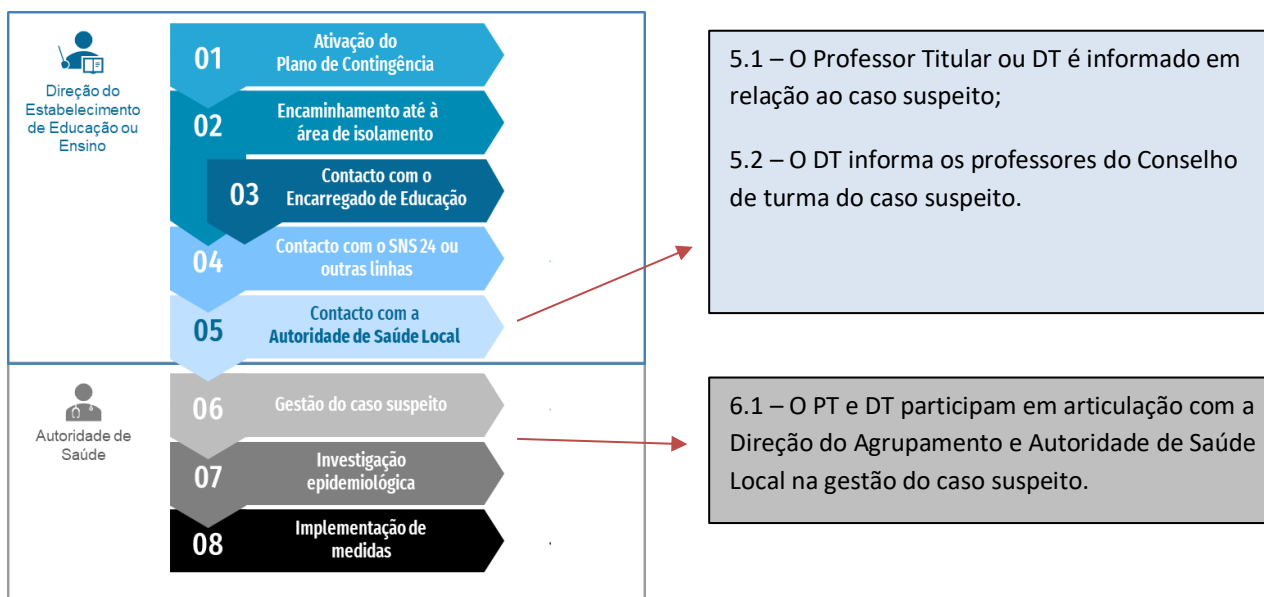 Direção do
Estabelecimento
de Educação ou
Ensino
01
Ativação do
Plano de Contingência
02
Encaminhamento até à
área de isolamento
03
Contacto com o
Encarregado de Educação
04
Contacto com o SNS 24 ou
outras linhas
05
Contacto com a
Autoridade de Saúde Local
5.1 – O Professor Titular ou DT é informado em
relação ao caso suspeito;
5.2 – O DT informa os professores do Conselho
de turma do caso suspeito.
Autoridade de
Saúde
06
Gestão do caso suspeito
07
Investigação
epidemiológica
08
Implementação de
medidas
6.1 – O PT e DT participam em articulação com a
Direção do Agrupamento e Autoridade de Saúde
Local na gestão do caso suspeito.